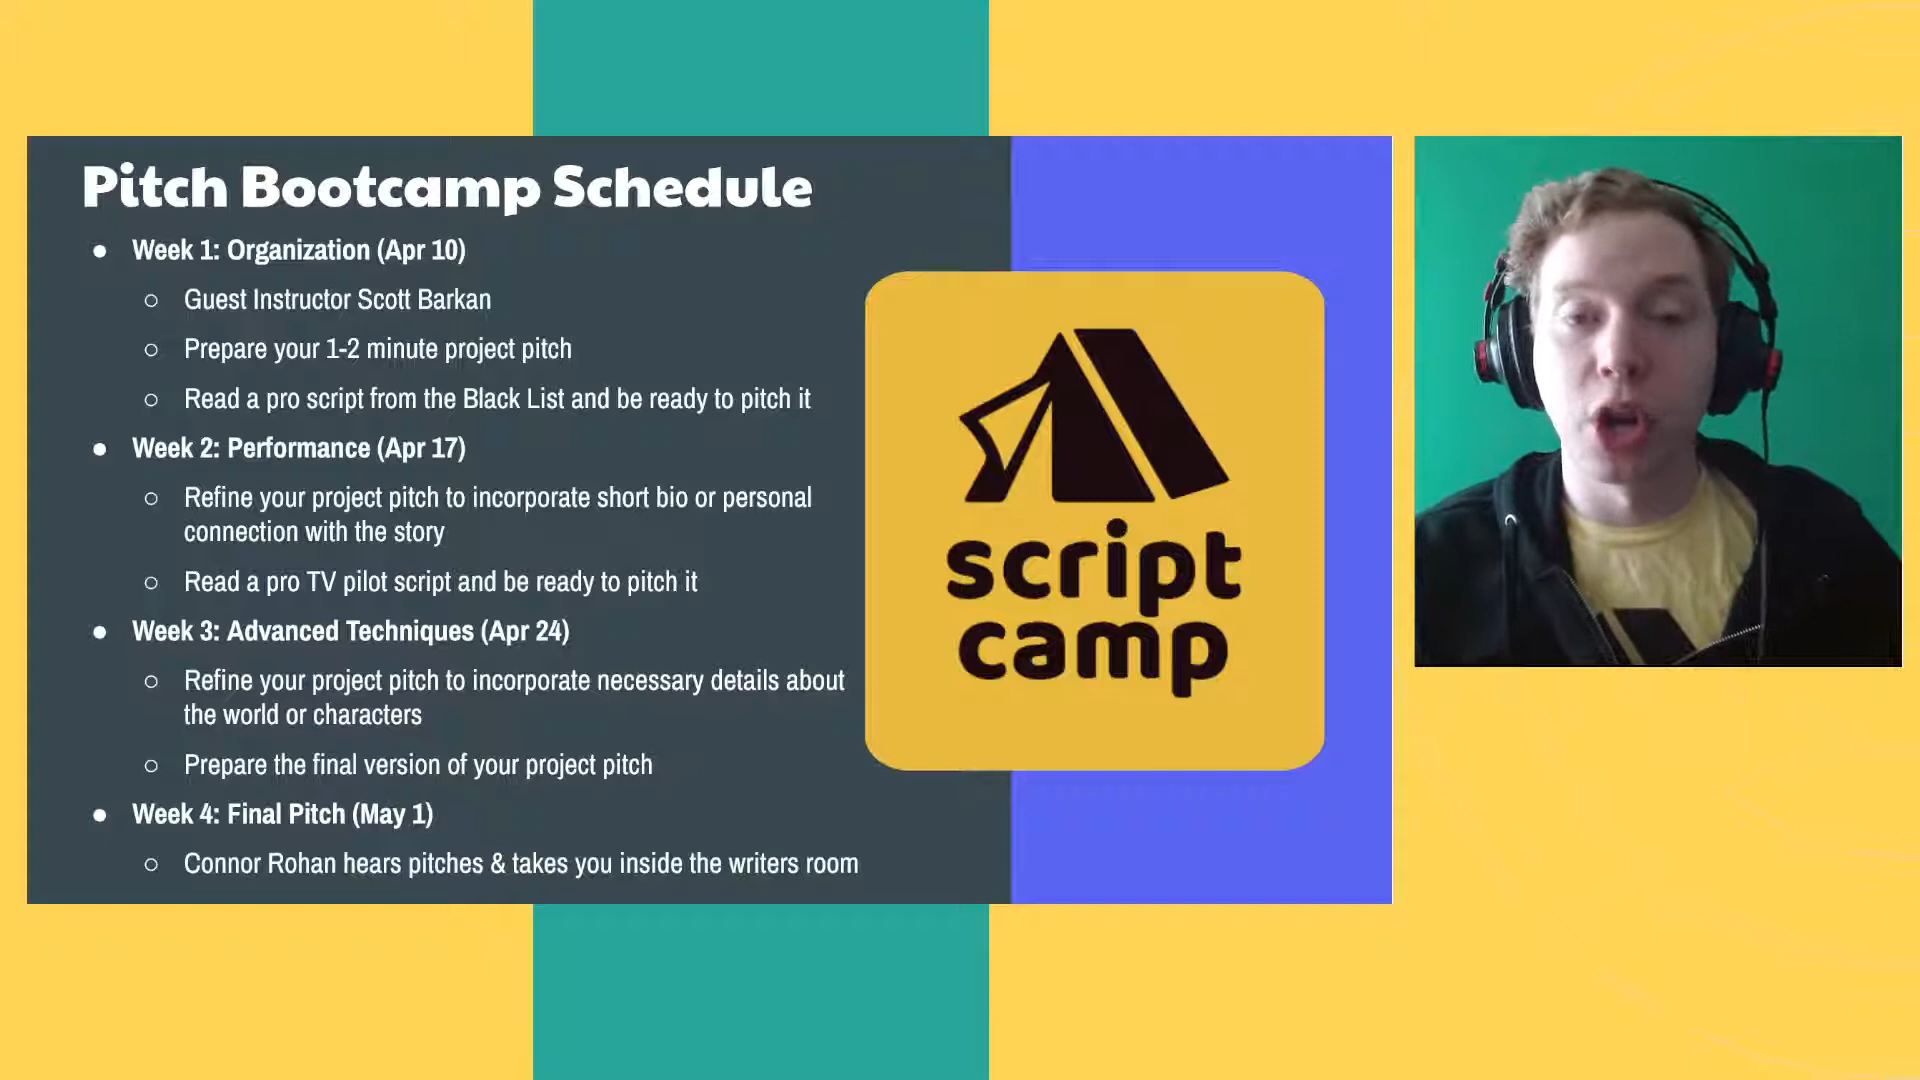 Pitch Bootcamp Schedule
● Week 1: Organization (Apr 10)
○ Guest Instructor Scott Barkan
○ Prepare your 1-2 minute project pitch
○ Read a pro script from the Black List and be ready to pitch it
● Week 2: Performance (Apr 17)
○ Refine your project pitch to incorporate short bio or personal
connection with the story
○ Read a pro TV pilot script and be ready to pitch it
● Week 3: Advanced Techniques (Apr 24)
○ Refine your project pitch to incorporate necessary details about
the world or characters
○ Prepare the final version of your project pitch
● Week 4: Final Pitch (May 1)
○ Connor Rohan hears pitches & takes you inside the writers room
script
camp